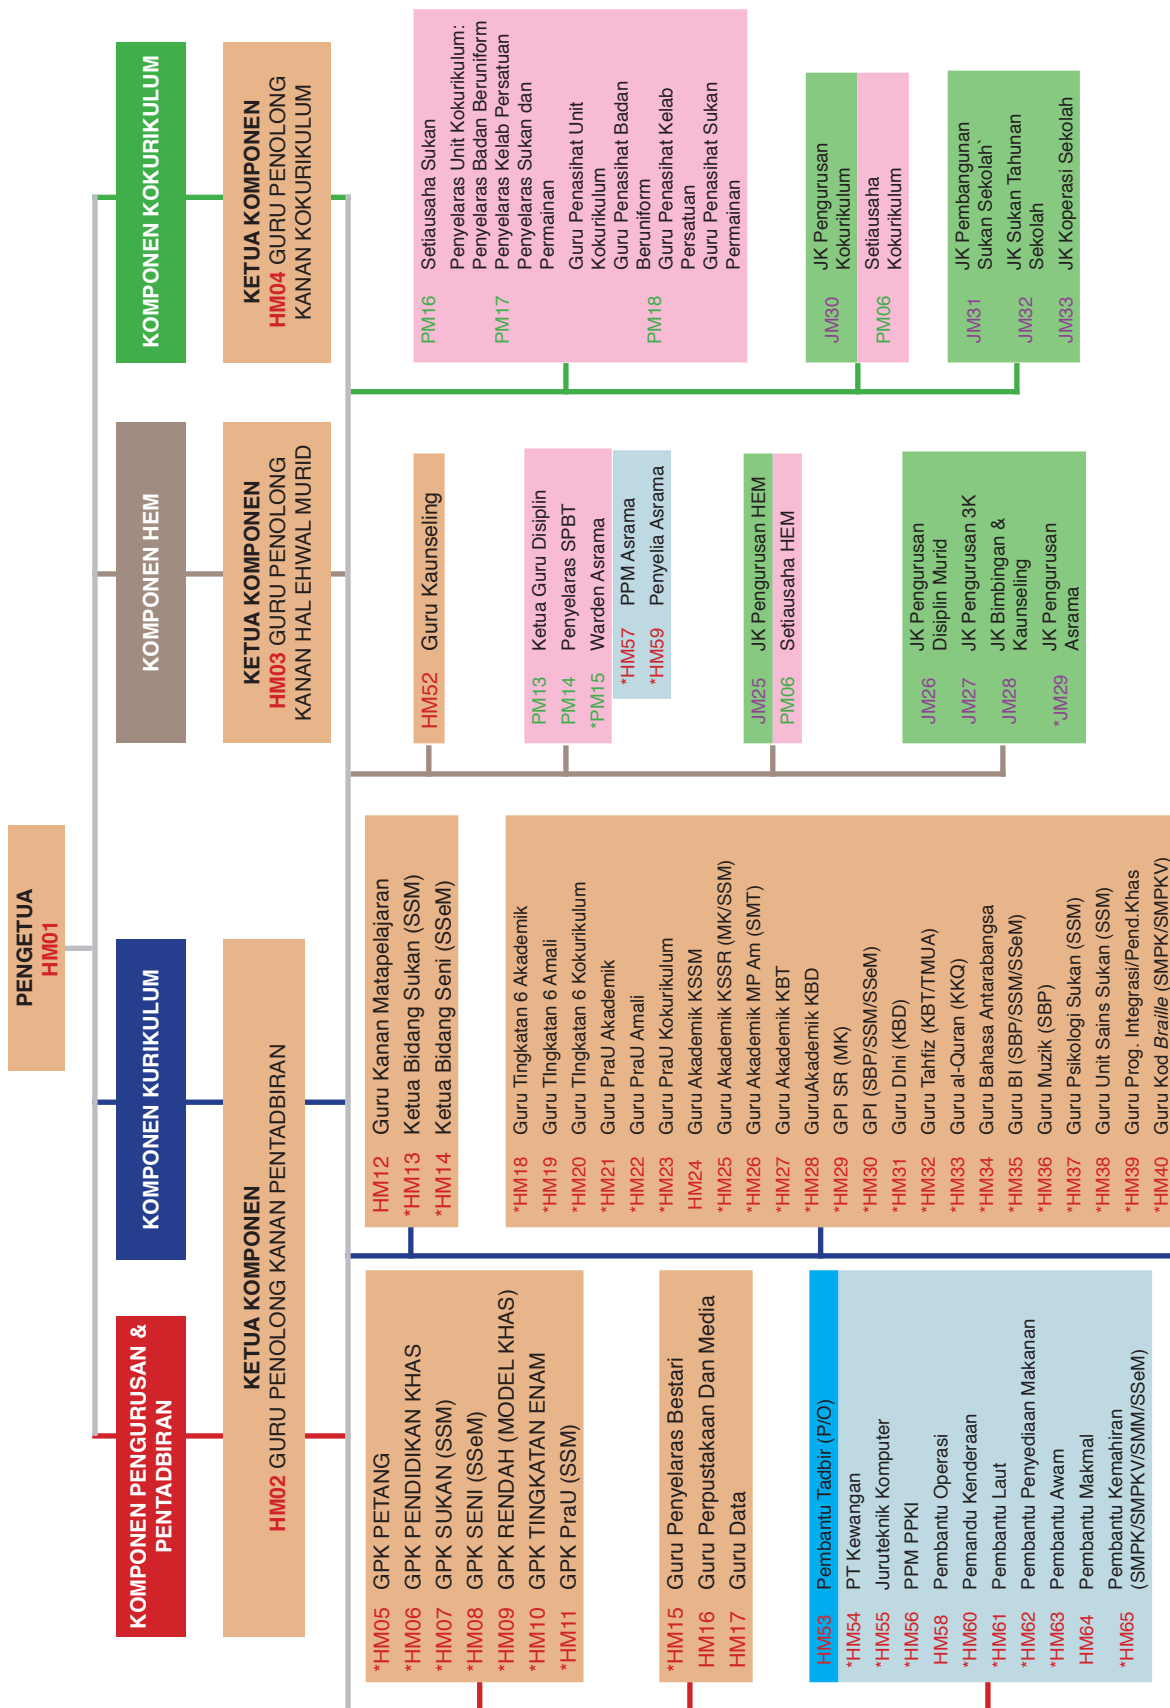 PENGETUA
HM01
KOMPONEN PENGURUSAN &
PENTADBIRAN
KOMPONEN KURIKULUM
KOMPONEN HEM
KOMPONEN KOKURIKULUM
KETUA KOMPONEN
HM02 GURU PENOLONG KANAN PENTADBIRAN
KETUA KOMPONEN
HM03 GURU PENOLONG
KANAN HAL EHWAL MURID
KETUA KOMPONEN
HM04 GURU PENOLONG
KANAN KOKURIKULUM
*HM05 GPK PETANG
*HM06 GPK PENDIDIKAN KHAS
*HM07 GPK SUKAN (SSM)
*HM08 GPK SENI (SSeM)
*HM09 GPK RENDAH (MODEL KHAS)
*HM10 GPK TINGKATAN ENAM
*HM11 GPK PraU (SSM)
*HM15 Guru Penyelaras Bestari
HM16 Guru Perpustakaan Dan Media
HM17 Guru Data
HM53 Pembantu Tadbir (P/O)
*HM54 PT Kewangan
*HM55 Juruteknik Komputer
*HM56 PPM PPKI
HM58 Pembantu Operasi
*HM60 Pemandu Kenderaan
*HM61 Pembantu Laut
*HM62 Pembantu Penyediaan Makanan
*HM63 Pembantu Awam
HM64 Pembantu Makmal
*HM65 Pembantu Kemahiran
(SMPK/SMPKV/SMM/SSeM)
HM12 Guru Kanan Matapelajaran
*HM13 Ketua Bidang Sukan (SSM)
*HM14 Ketua Bidang Seni (SSeM)
*HM18 Guru TIngkatan 6 Akademik
*HM19 Guru TIngkatan 6 Amali
*HM20 Guru TIngkatan 6 Kokurikulum
*HM21 Guru PraU Akademik
*HM22 Guru PraU Amali
*HM23 Guru PraU Kokurikulum
HM24 Guru Akademik KSSM
*HM25 Guru Akademik KSSR (MK/SSM)
*HM26 Guru Akademik MP Am (SMT)
*HM27 Guru Akademik KBT
*HM28 GuruAkademik KBD
*HM29 GPI SR (MK)
*HM30 GPI (SBP/SSM/SSeM)
*HM31 Guru DIni (KBD)
*HM32 Guru Tahfiz (KBT/TMUA)
*HM33 Guru al-Quran (KKQ)
*HM34 Guru Bahasa Antarabangsa
*HM35 Guru BI (SBP/SSM/SSeM)
*HM36 Guru Muzik (SBP)
*HM37 Guru Psikologi Sukan (SSM)
*HM38 Guru Unit Sains Sukan (SSM)
*HM39 Guru Prog. Integrasi/Pend.Khas
*HM40 Guru Kod Braille (SMPK/SMPKV)
HM52 Guru Kaunseling
PM13 Ketua Guru Disiplin
PM14 Penyelaras SPBT
*PM15 Warden Asrama
*HM57 PPM Asrama
*HM59 Penyelia Asrama
JM25 JK Pengurusan HEM
PM06 Setiausaha HEM
JM26 JK Pengurusan
Disiplin Murid
JM27 JK Pengurusan 3K
JM28 JK Bimbingan &
Kaunseling
*JM29 JK Pengurusan
Asrama
PM16 Setiausaha Sukan
PM17 Penyelaras Unit Kokurikulum:
Penyelaras Badan Beruniform
Penyelaras Kelab Persatuan
Penyelaras Sukan dan
Permainan
PM18 Guru Penasihat Unit
Kokurikulum
Guru Penasihat Badan
Beruniform
Guru Penasihat Kelab
Persatuan
Guru Penasihat Sukan
Permainan
JM30 JK Pengurusan
Kokurikulum
PM06 Setiausaha
Kokurikulum
JM31 JK Pembangunan
Sukan Sekolah`
JM32 JK Sukan Tahunan
Sekolah
JM33 JK Koperasi Sekolah